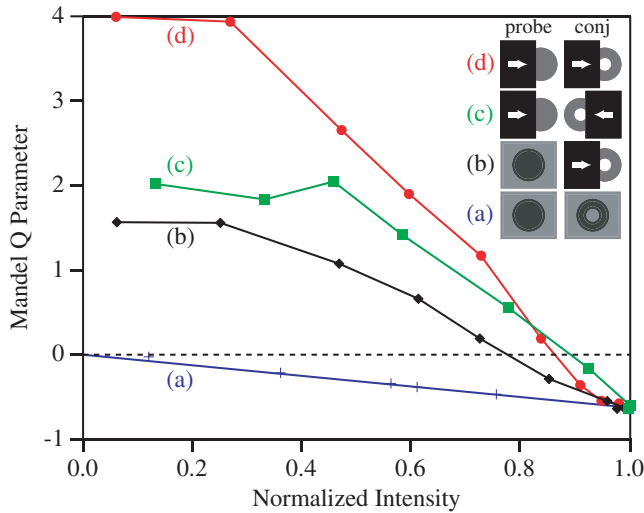 4
3
2
1
0
-1
Mandel Q Parameter
0.0 0.2 0.4 0.6 0.8 1.0
Normalized Intensity
(d)
(c)
(b)
(a)
probe conj
(d)
(c)
(b)
(a)